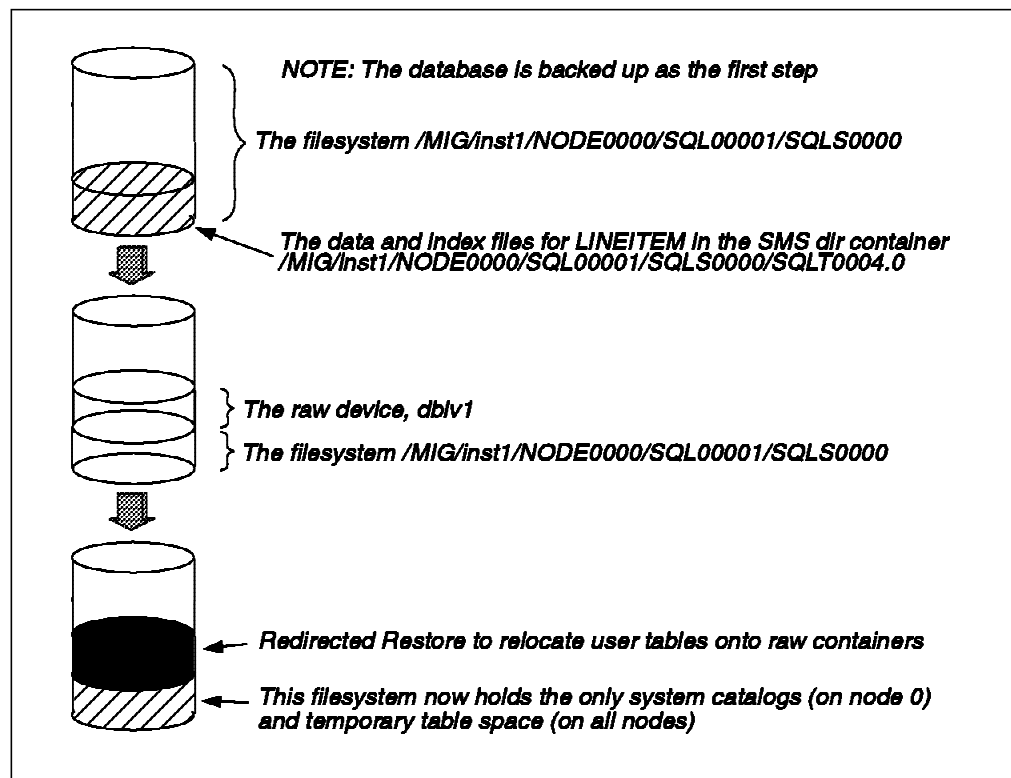 NOTE: The database is backed up as the first step
The filesystem /MIG/inst1/NODE0000/SQL00001/SQLS0000
The data and index files for LINEITEM in the SMS dir container
/MIG/inst1/NODE0000/SQL00001/SQLS0000/SQLT0004.0
The raw device, dblv1
The filesystem /MIG/inst1/NODE0000/SQL00001/SQLS0000
Redirected Restore to relocate user tables onto raw containers
This filesystem now holds the only system catalogs (on node 0)
and temporary table space (on all nodes)